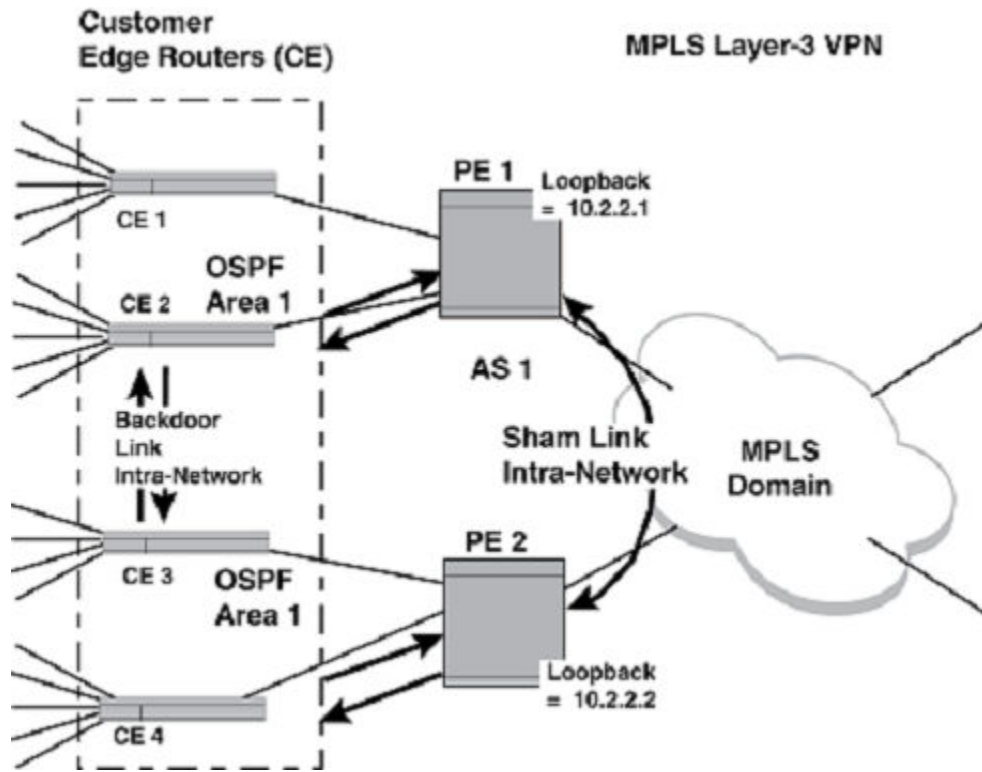 Customer
Edge Routers (CE)
MPLS Layer-3 VPN
PE 1
Loopback
= 10.2.2.1
CE 1
OSPF
Area 1
CE 2
AS 1
Backdoor
Link
Intra-Network
Sham Link
Intra-Network
MPLS
Domain
PE 2
CE 3
OSPF
Area 1
Loopback
= 10.2.2.2
CE 4